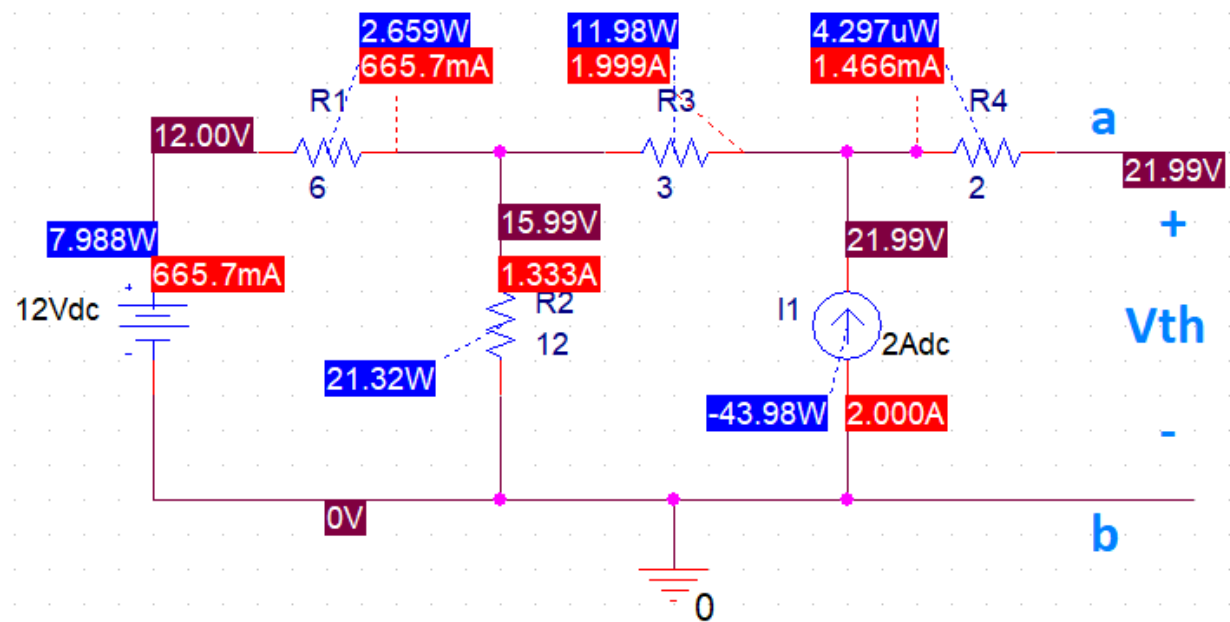 2.659W
11.98W
4.297uW
665.7mA
1.999A
1.466mA
R1
R3
R4
a
12.00V
6
3
2
21.99V
15.99V
21.99V
+
7.988W
665.7mA
1.333A
+
12Vdc
R2
I1
Vth
12
2Adc
-
21.32W
-43.98W
2.000A
-
0V
b
0